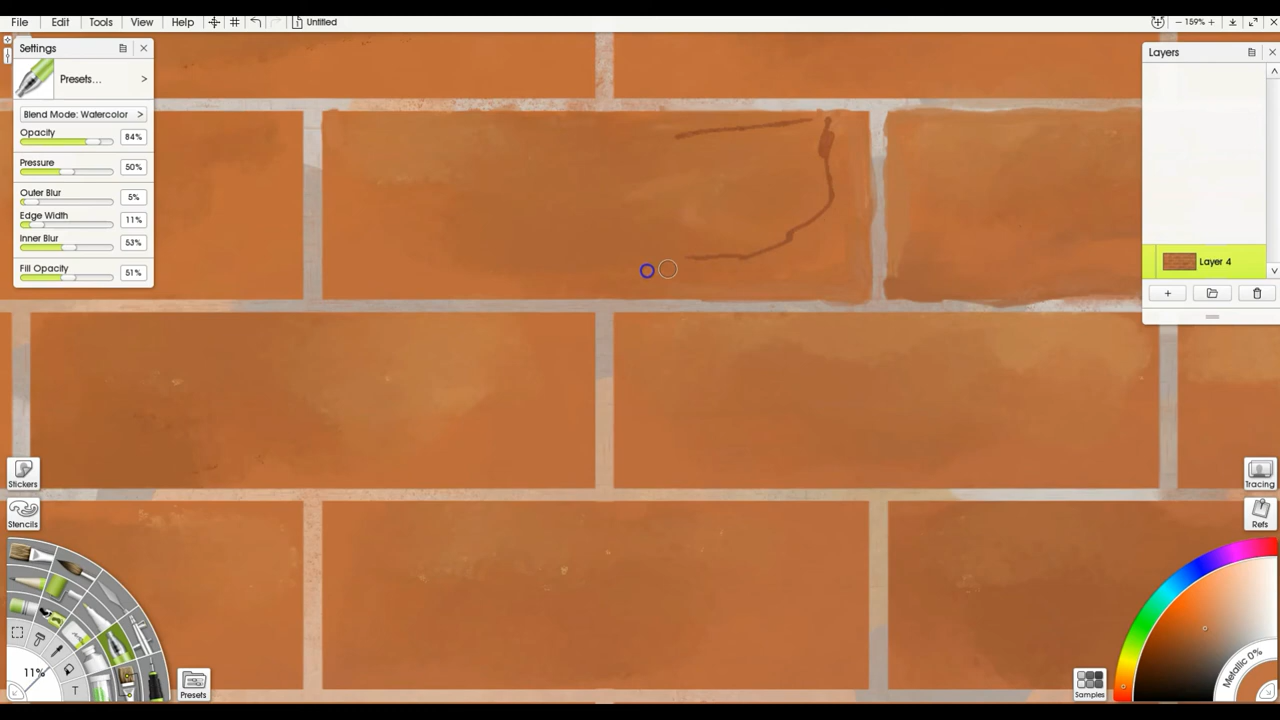 File Edit Tools View Help Untitled 159%
Settings
Presets...
Blend Mode: Watercolor
Opacity 84%
Pressure 50%
Outer Blur 5%
Edge Width 11%
Inner Blur 53%
Fill Opacity 51%
Layers
Layer 4
Stickers
Stencils
Tracing
Refs
11%
T
Presets
Samples
Metallic 0%